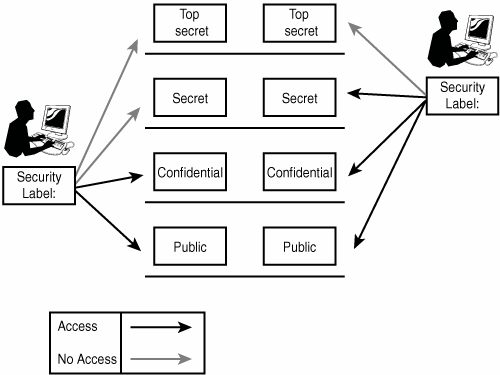 Top
secret
Top
secret
Security
Label:
Secret
Secret
Security
Label:
Confidential
Confidential
Public
Public
Access
No Access